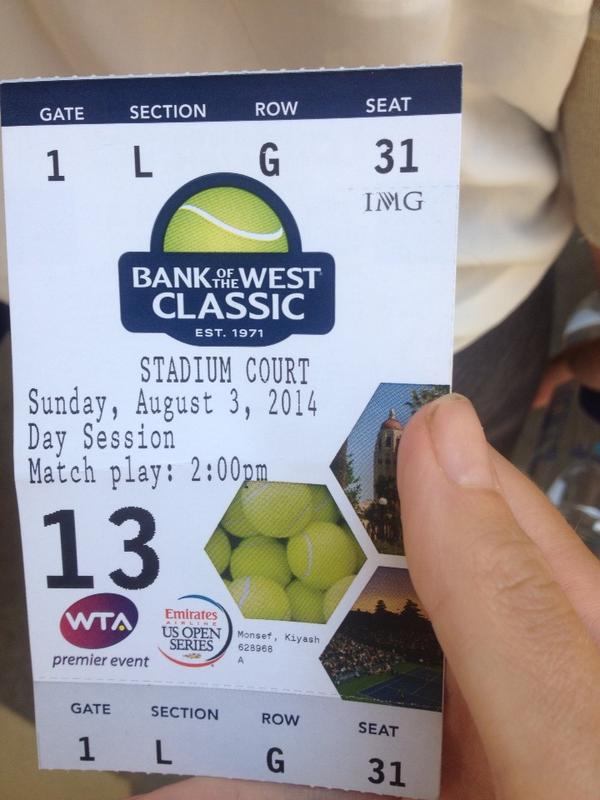 GATE SECTION ROW SEAT
1 L G 31
IMG
BANK OF THE WEST
CLASSIC
EST. 1971
STADIUM COURT
Sunday, August 3, 2014
Day Session
Match play: 2:00pm
13
WTA
premier event
Emirates
AIRLINE
US OPEN
SERIES
Monsef, Kiyash
628968
A
GATE SECTION ROW SEAT
1 L G 31